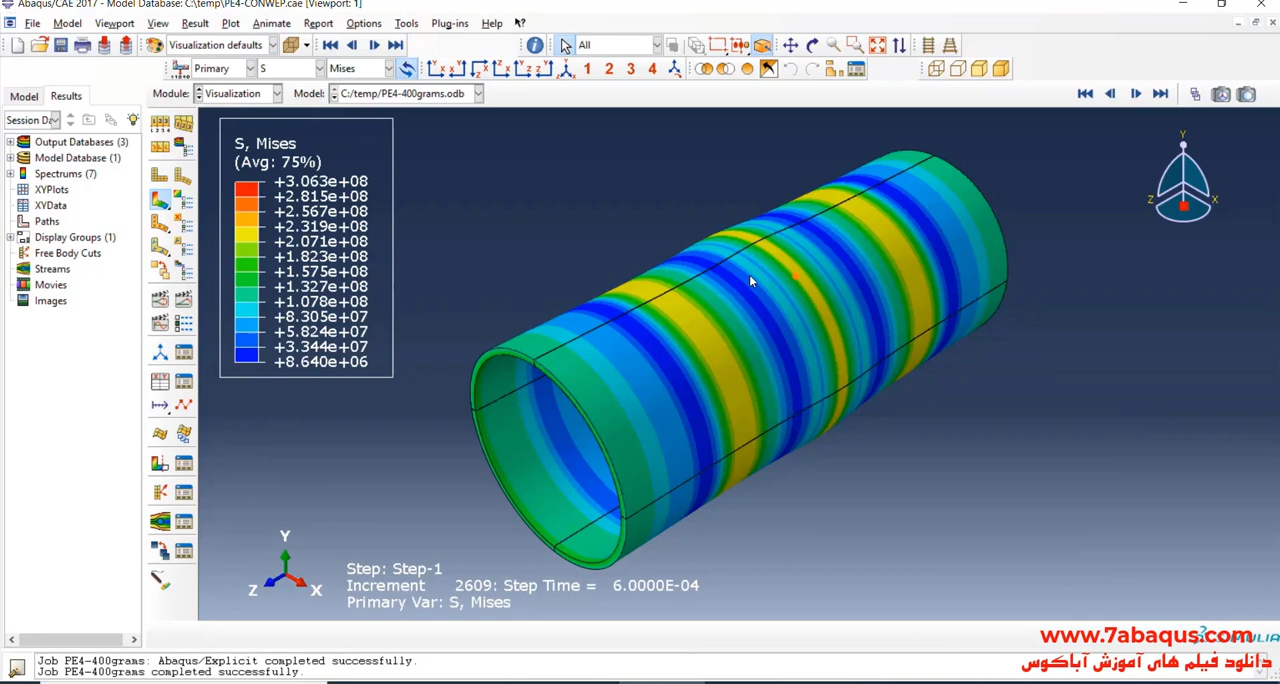 Abaqus/CAE 2017 - Model Database: C:\temp\PE4-CONWEP.cae [Viewport: 1]
File Model Viewport View Result Plot Animate Report Options Tools Plug-ins Help
Visualization defaults
All
Primary S Mises
1 2 3 4
Model Results
Module: Visualization Model: C:/temp/PE4-400grams.odb
Session Da
Output Databases (3)
Model Database (1)
Spectrums (7)
XYPlots
XYData
Paths
Display Groups (1)
Free Body Cuts
Streams
Movies
Images
S, Mises
(Avg: 75%)
+3.063e+08
+2.815e+08
+2.567e+08
+2.319e+08
+2.071e+08
+1.823e+08
+1.575e+08
+1.327e+08
+1.078e+08
+8.305e+07
+5.824e+07
+3.344e+07
+8.640e+06
Y
Z X
Y
Z X
Step: Step-1
Increment 2609: Step Time = 6.0000E-04
Primary Var: S, Mises
www.7abaqus.com
دانلود فیلم های آموزش آباکوس
Job PE4-400grams: Abaqus/Explicit completed successfully.
Job PE4-400grams completed successfully.